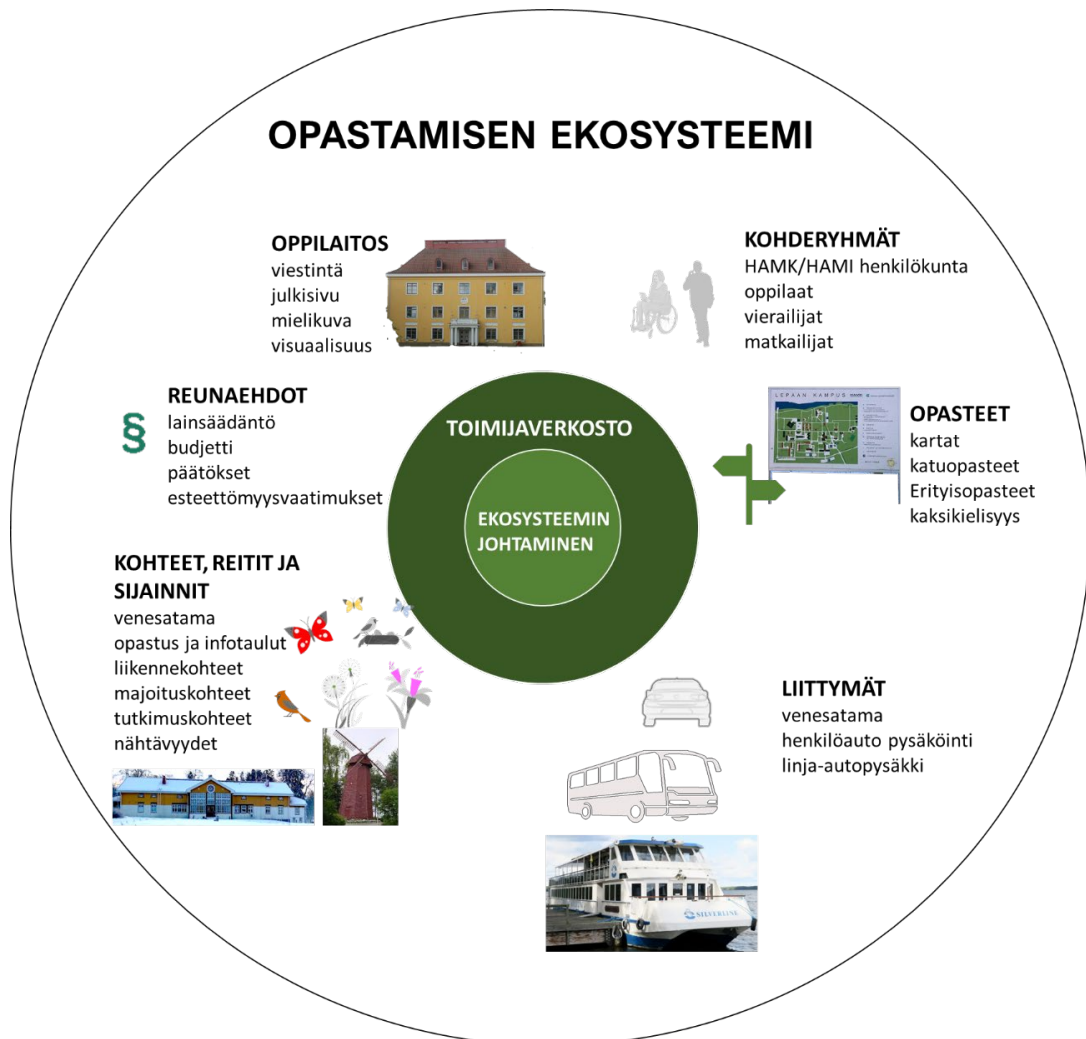 OPASTAMISEN EKOSYSTEEMI
OPPILAITOS
viestintä
julkisivu
mielikuva
visuaalisuus
KOHDERYHMÄT
HAMK/HAMI henkilökunta
oppilaat
vierailijat
matkailijat
REUNAEHDOT
lainsäädäntö
budjetti
päätökset
esteettömyysvaatimukset
§
TOIMIJAVERKOSTO
EKOSYSTEEMIN
JOHTAMINEN
LEPAAN KAMPUS
OPASTEET
kartat
katuopasteet
Erityisopasteet
kaksikielisyys
KOHTEET, REITIT JA
SIJAINNIT
venesatama
opastus ja infotaulut
liikennekohteet
majoituskohteet
tutkimuskohteet
nähtävyydet
LIITTYMÄT
venesatama
henkilöauto pysäköinti
linja-autopysäkki
SILVERLINE